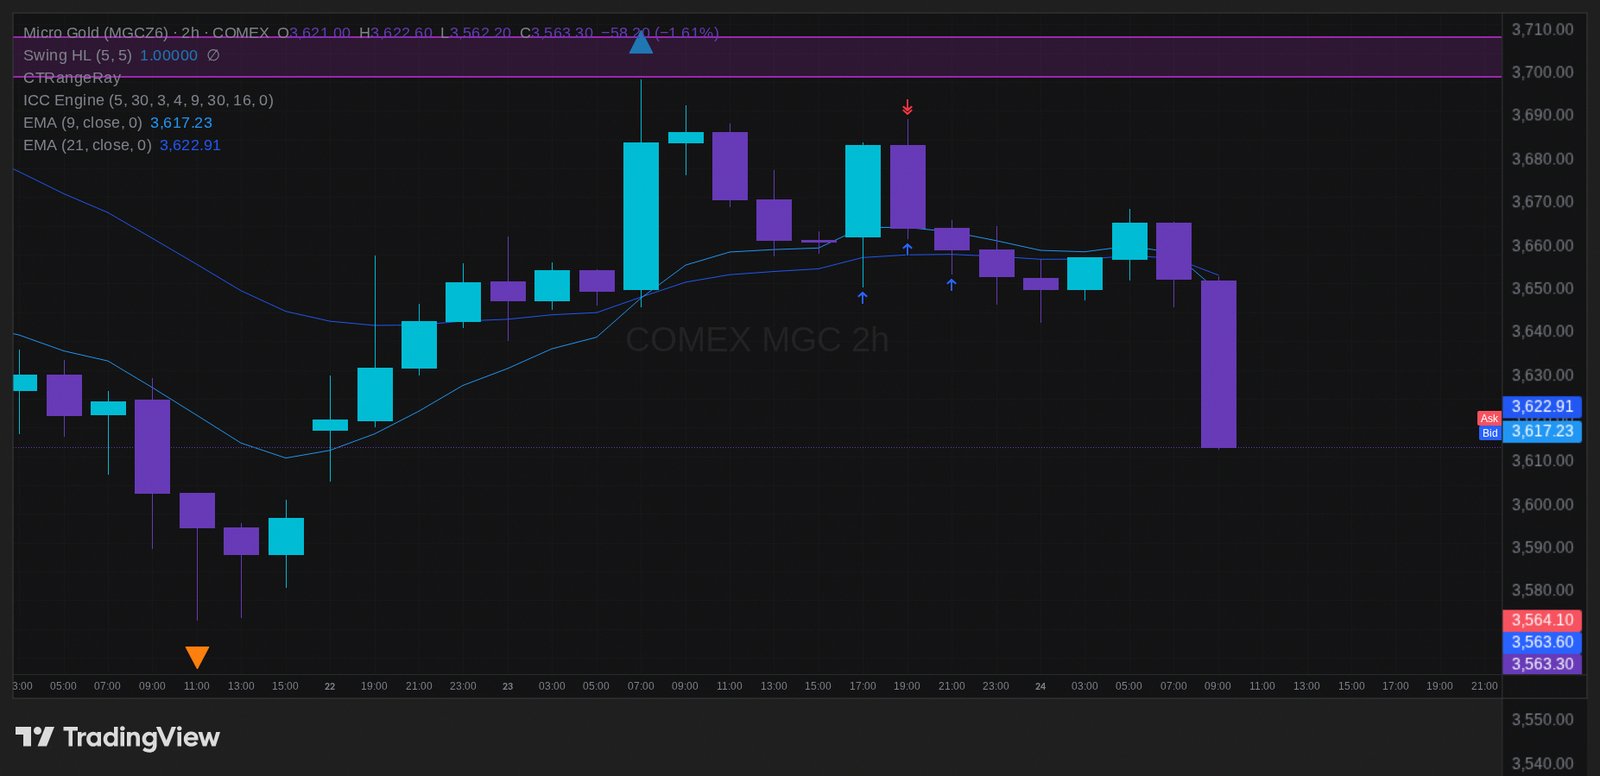 Micro Gold (MGCZ6) · 2h · COMEX O3,621.00 H3,622.60 L3,562.20 C3,563.30 −58.20 (−1.61%)
Swing HL (5, 5) 1.00000 ∅
CTRangeRay
ICC Engine (5, 30, 3, 4, 9, 30, 16, 0)
EMA (9, close, 0) 3,617.23
EMA (21, close, 0) 3,622.91
COMEX MGC 2h
3,710.00
3,700.00
3,690.00
3,680.00
3,670.00
3,660.00
3,650.00
3,640.00
3,630.00
3,622.91
Ask
Bid 3,617.23
3,610.00
3,600.00
3,590.00
3,580.00
3,564.10
3,563.60
3,563.30
3,550.00
3,540.00
3:00 05:00 07:00 09:00 11:00 13:00 15:00 22 19:00 21:00 23:00 23 03:00 05:00 07:00 09:00 11:00 13:00 15:00 17:00 19:00 21:00 23:00 24 03:00 05:00 07:00 09:00 11:00 13:00 15:00 17:00 19:00 21:00
TradingView